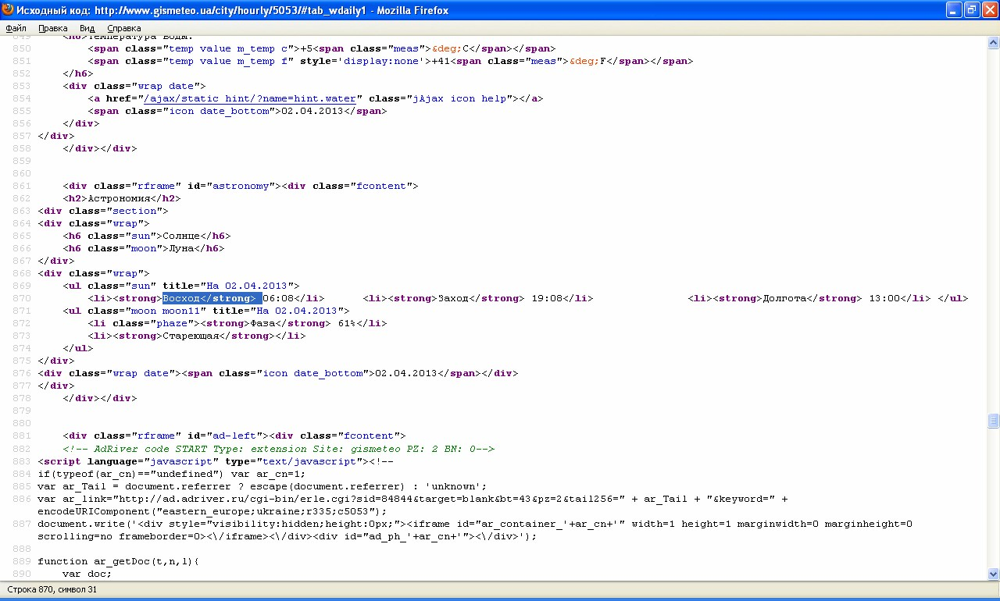 Исходный код: http://www.gismeteo.ua/city/hourly/5053/#tab_wdaily1 - Mozilla Firefox
Файл Правка Вид Справка
849 <h6>Температура воды:
850 <span class="temp value m_temp c">+5<span class="meas">&deg;C</span></span>
851 <span class="temp value m_temp f" style='display:none'>+41<span class="meas">&deg;F</span></span>
852 </h6>
853 <div class="wrap date">
854 <a href="/ajax/static_hint/?name=hint.water" class="jAjax icon help"></a>
855 <span class="icon date_bottom">02.04.2013</span>
856 </div>
857 </div>
858 </div></div>
859
860
861 <div class="rframe" id="astronomy"><div class="fcontent">
862 <h2>Астрономия</h2>
863 <div class="section">
864 <div class="wrap">
865 <h6 class="sun">Солнце</h6>
866 <h6 class="moon">Луна</h6>
867 </div>
868 <div class="wrap">
869 <ul class="sun" title="На 02.04.2013">
870 <li><strong>Восход</strong> 06:08</li> <li><strong>Заход</strong> 19:08</li> <li><strong>Долгота</strong> 13:00</li> </ul>
871 <ul class="moon moon11" title="На 02.04.2013">
872 <li class="phaze"><strong>Фаза</strong> 61%</li>
873 <li><strong>Стареющая</strong></li>
874 </ul>
875 </div>
876 <div class="wrap date"><span class="icon date_bottom">02.04.2013</span></div>
877 </div>
878 </div></div>
879
880
881 <div class="rframe" id="ad-left"><div class="fcontent">
882 <!-- AdRiver code START Type: extension Site: gismeteo PZ: 2 BN: 0-->
883 <script language="javascript" type="text/javascript"><!--
884 if(typeof(ar_cn)=="undefined") var ar_cn=1;
885 var ar_Tail = document.referrer ? escape(document.referrer) : 'unknown';
886 var ar_link="http://ad.adriver.ru/cgi-bin/erle.cgi?sid=84844&target=blank&bt=43&pz=2&tail256=" + ar_Tail + "&keyword=" +
encodeURIComponent("eastern_europe;ukraine;r335;c5053");
887 document.write('<div style="visibility:hidden;height:0px;"><iframe id="ar_container_'+ar_cn+'" width=1 height=1 marginwidth=0 marginheight=0
scrolling=no frameborder=0><\/iframe><\/div><div id="ad_ph_'+ar_cn+'"><\/div>');
888
889 function ar_getDoc(t,n,l){
890 var doc;
Строка 870, символ 31